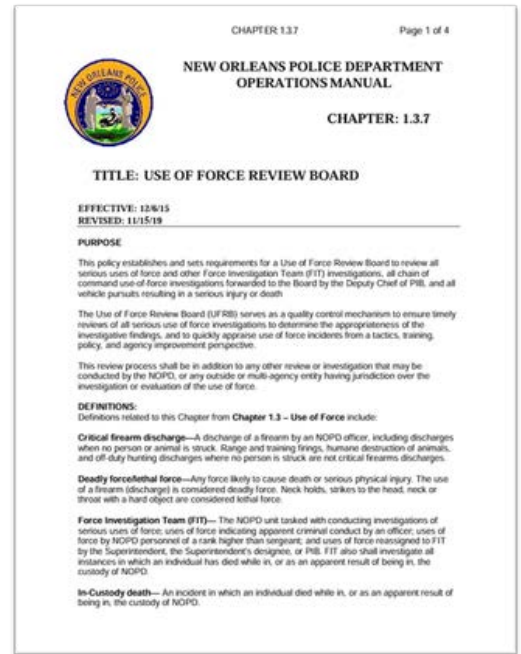 CHAPTER 1.3.7 Page 1 of 4
NEW ORLEANS POLICE
NEW ORLEANS POLICE DEPARTMENT
OPERATIONS MANUAL
CHAPTER: 1.3.7
TITLE: USE OF FORCE REVIEW BOARD
EFFECTIVE: 12/6/15
REVISED: 11/15/19
PURPOSE
This policy establishes and sets requirements for a Use of Force Review Board to review all
serious uses of force and other Force Investigation Team (FIT) investigations, all chain of
command use-of-force investigations forwarded to the Board by the Deputy Chief of PIB, and all
vehicle pursuits resulting in a serious injury or death
The Use of Force Review Board (UFRB) serves as a quality control mechanism to ensure timely
reviews of all serious use of force investigations to determine the appropriateness of the
investigative findings, and to quickly appraise use of force incidents from a tactics, training,
policy, and agency improvement perspective.
This review process shall be in addition to any other review or investigation that may be
conducted by the NOPD, or any outside or multi-agency entity having jurisdiction over the
investigation or evaluation of the use of force.
DEFINITIONS:
Definitions related to this Chapter from Chapter 1.3 – Use of Force include:
Critical firearm discharge—A discharge of a firearm by an NOPD officer, including discharges
when no person or animal is struck. Range and training firings, humane destruction of animals,
and off-duty hunting discharges where no person is struck are not critical firearms discharges.
Deadly force/lethal force—Any force likely to cause death or serious physical injury. The use
of a firearm (discharge) is considered deadly force. Neck holds, strikes to the head, neck or
throat with a hard object are considered lethal force.
Force Investigation Team (FIT)— The NOPD unit tasked with conducting investigations of
serious uses of force; uses of force indicating apparent criminal conduct by an officer; uses of
force by NOPD personnel of a rank higher than sergeant; and uses of force reassigned to FIT
by the Superintendent, the Superintendent's designee, or PIB. FIT also shall investigate all
instances in which an individual has died while in, or as an apparent result of being in, the
custody of NOPD.
In-Custody death— An incident in which an individual died while in, or as an apparent result of
being in, the custody of NOPD.